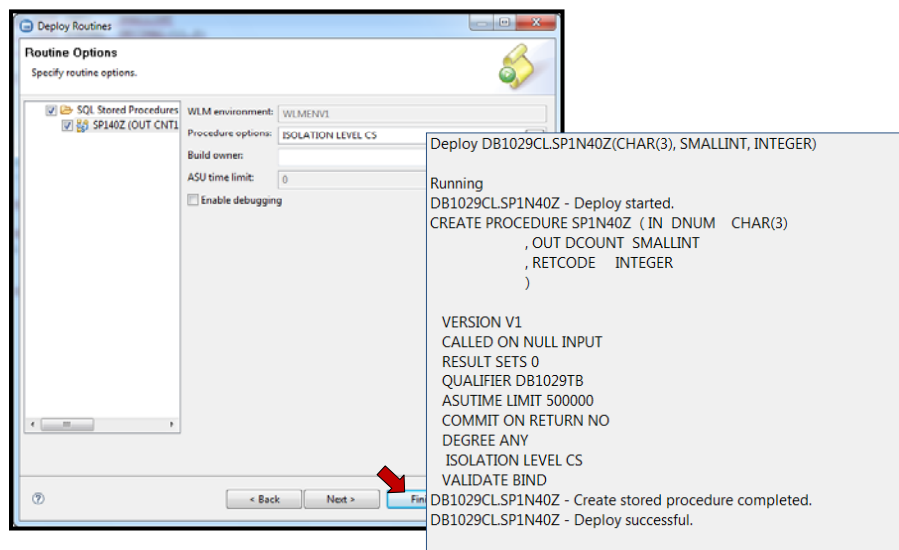 Deploy Routines
Routine Options
Specify routine options.
SQL Stored Procedures
SP140Z (OUT CNT1
WLM environment:
WLMENV1
Procedure options:
ISOLATION LEVEL CS
Build owner:
ASU time limit:
0
Enable debugging
< Back
Next >
Fin
Deploy DB1029CL.SP1N40Z(CHAR(3), SMALLINT, INTEGER)
Running
DB1029CL.SP1N40Z - Deploy started.
CREATE PROCEDURE SP1N40Z ( IN DNUM CHAR(3)
, OUT DCOUNT SMALLINT
, RETCODE INTEGER
)
VERSION V1
CALLED ON NULL INPUT
RESULT SETS 0
QUALIFIER DB1029TB
ASUTIME LIMIT 500000
COMMIT ON RETURN NO
DEGREE ANY
ISOLATION LEVEL CS
VALIDATE BIND
DB1029CL.SP1N40Z - Create stored procedure completed.
DB1029CL.SP1N40Z - Deploy successful.